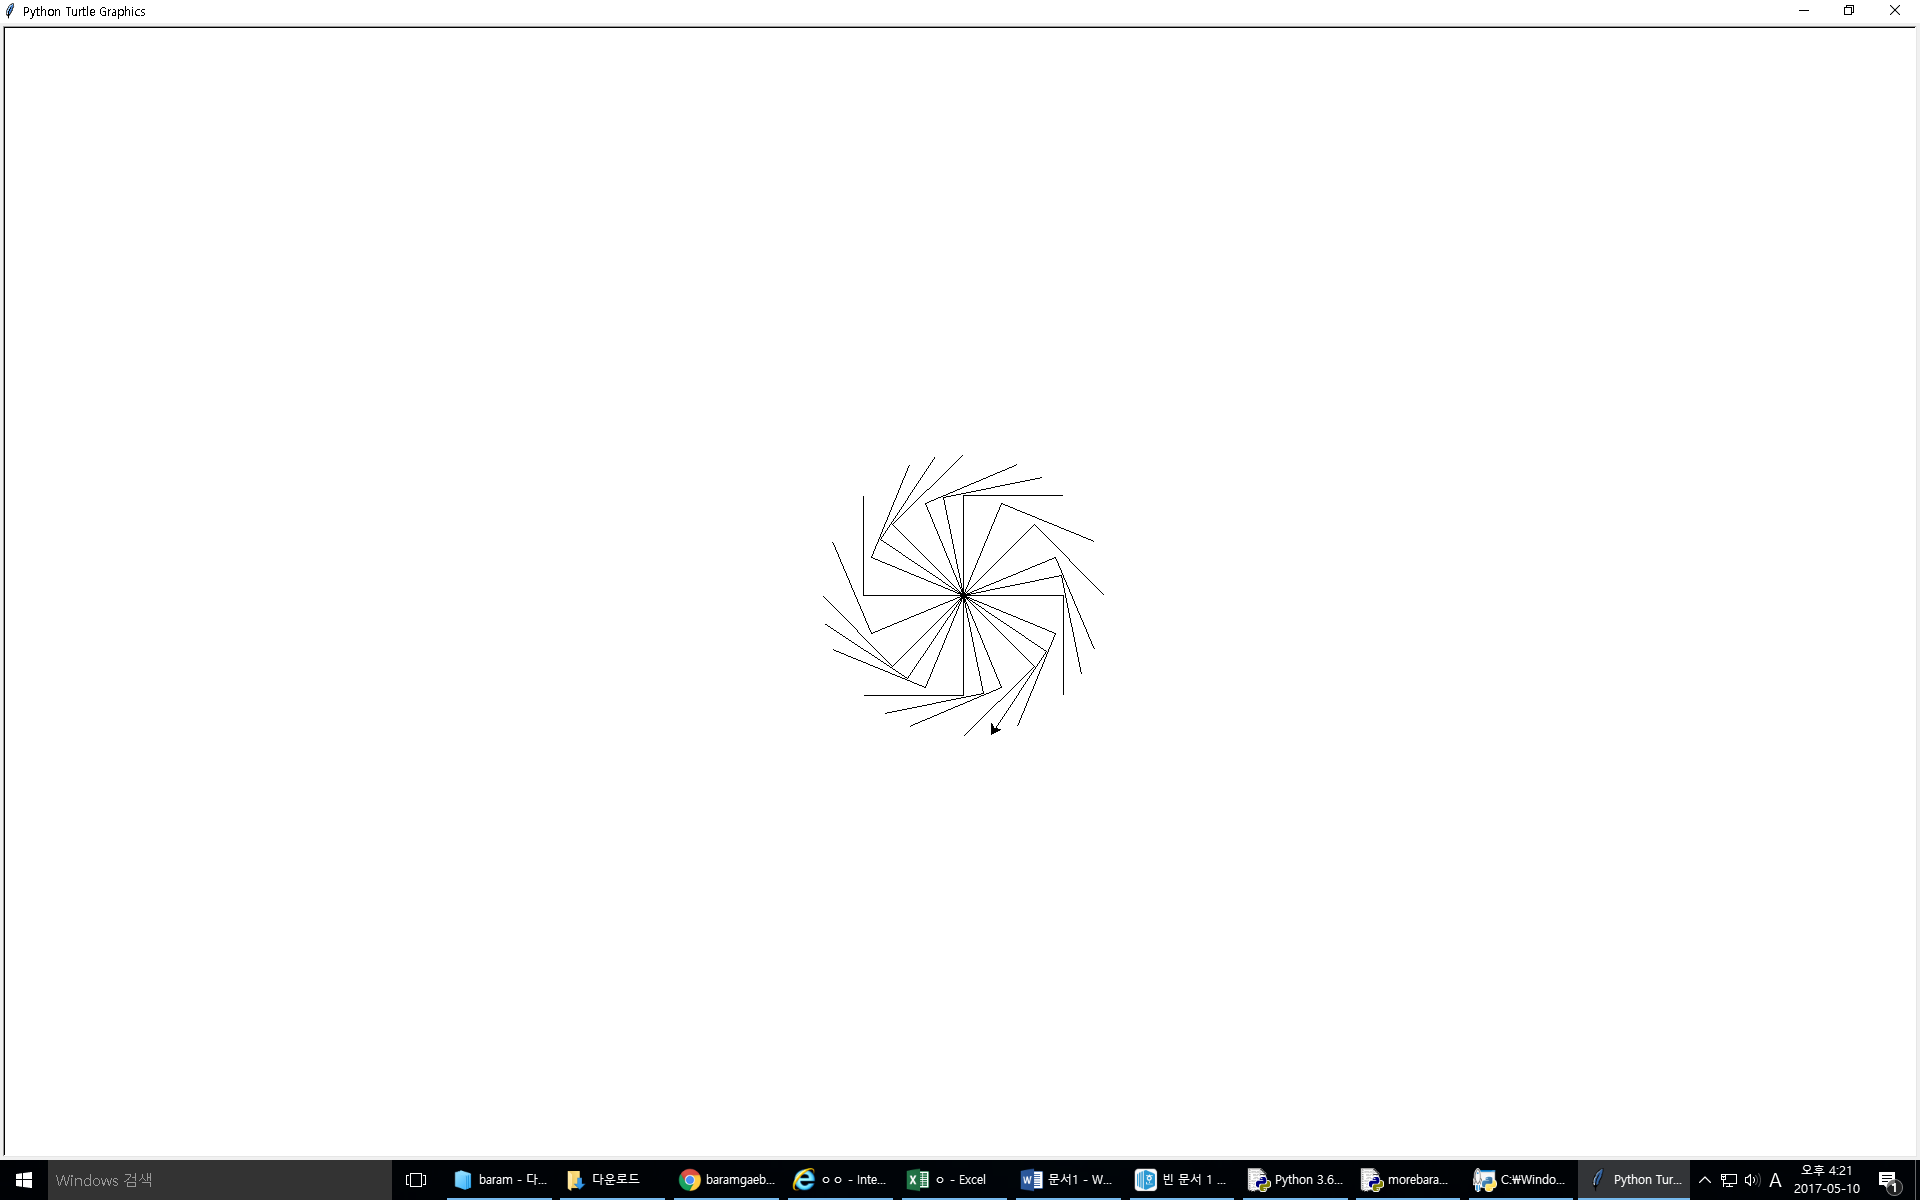 Python Turtle Graphics
Windows 검색
baram - 다...
다운로드
baramgaeb...
ㅇㅇ - Inte...
ㅇ - Excel
문서1 - W...
빈 문서 1 ...
Python 3.6...
morebara...
C:₩Windo...
Python Tur...
A
오후 4:21
2017-05-10
1